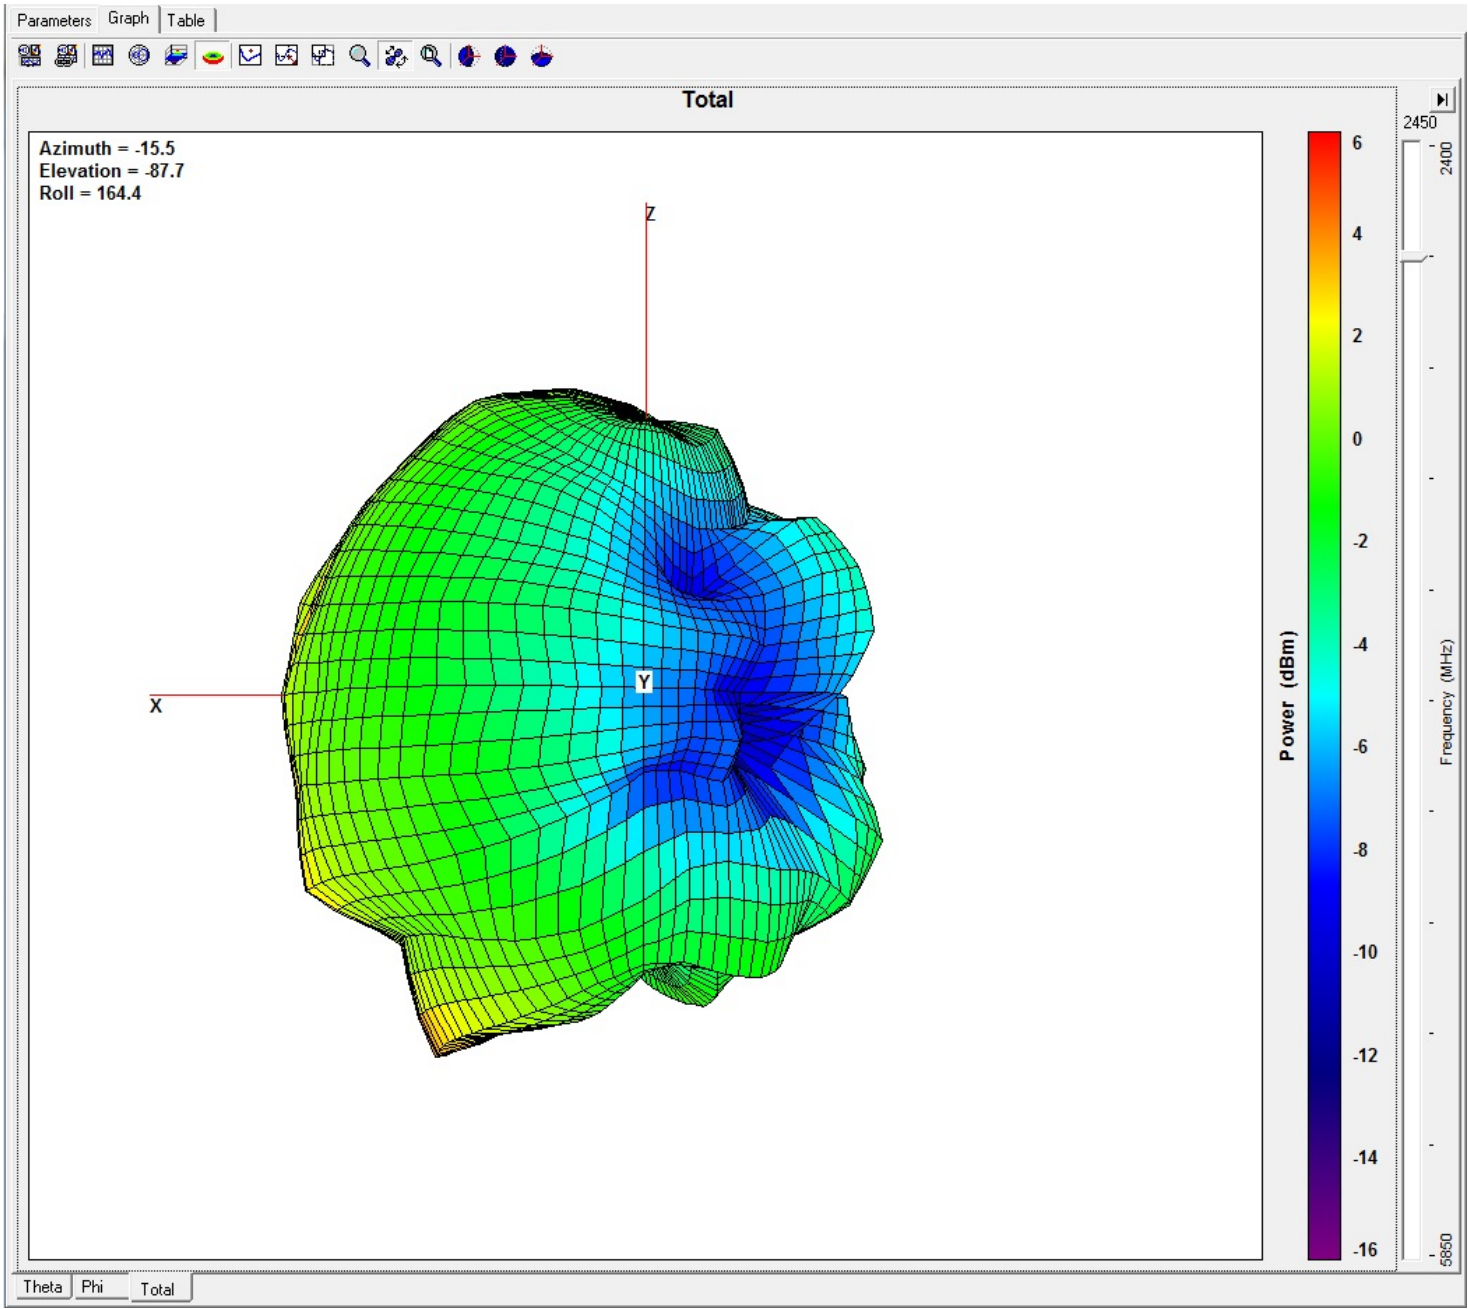 Parameters Graph Table
Total
2450
2400
Azimuth = -15.5
Elevation = -87.7
Roll = 164.4
Z
X
Y
6
4
2
0
-2
-4
-6
-8
-10
-12
-14
-16
Power (dBm)
Frequency (MHz)
5850
Theta Phi Total